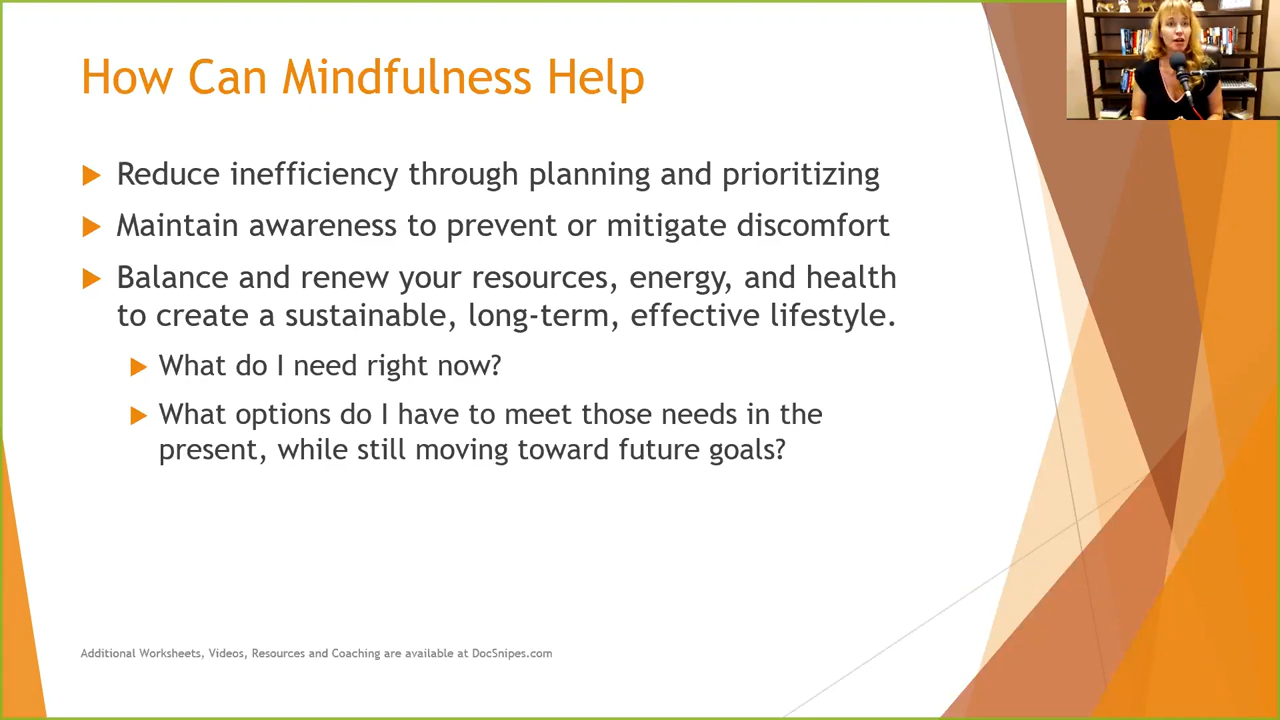 How Can Mindfulness Help
Reduce inefficiency through planning and prioritizing
Maintain awareness to prevent or mitigate discomfort
Balance and renew your resources, energy, and health
to create a sustainable, long-term, effective lifestyle.
What do I need right now?
What options do I have to meet those needs in the
present, while still moving toward future goals?
Additional Worksheets, Videos, Resources and Coaching are available at DocSnipes.com